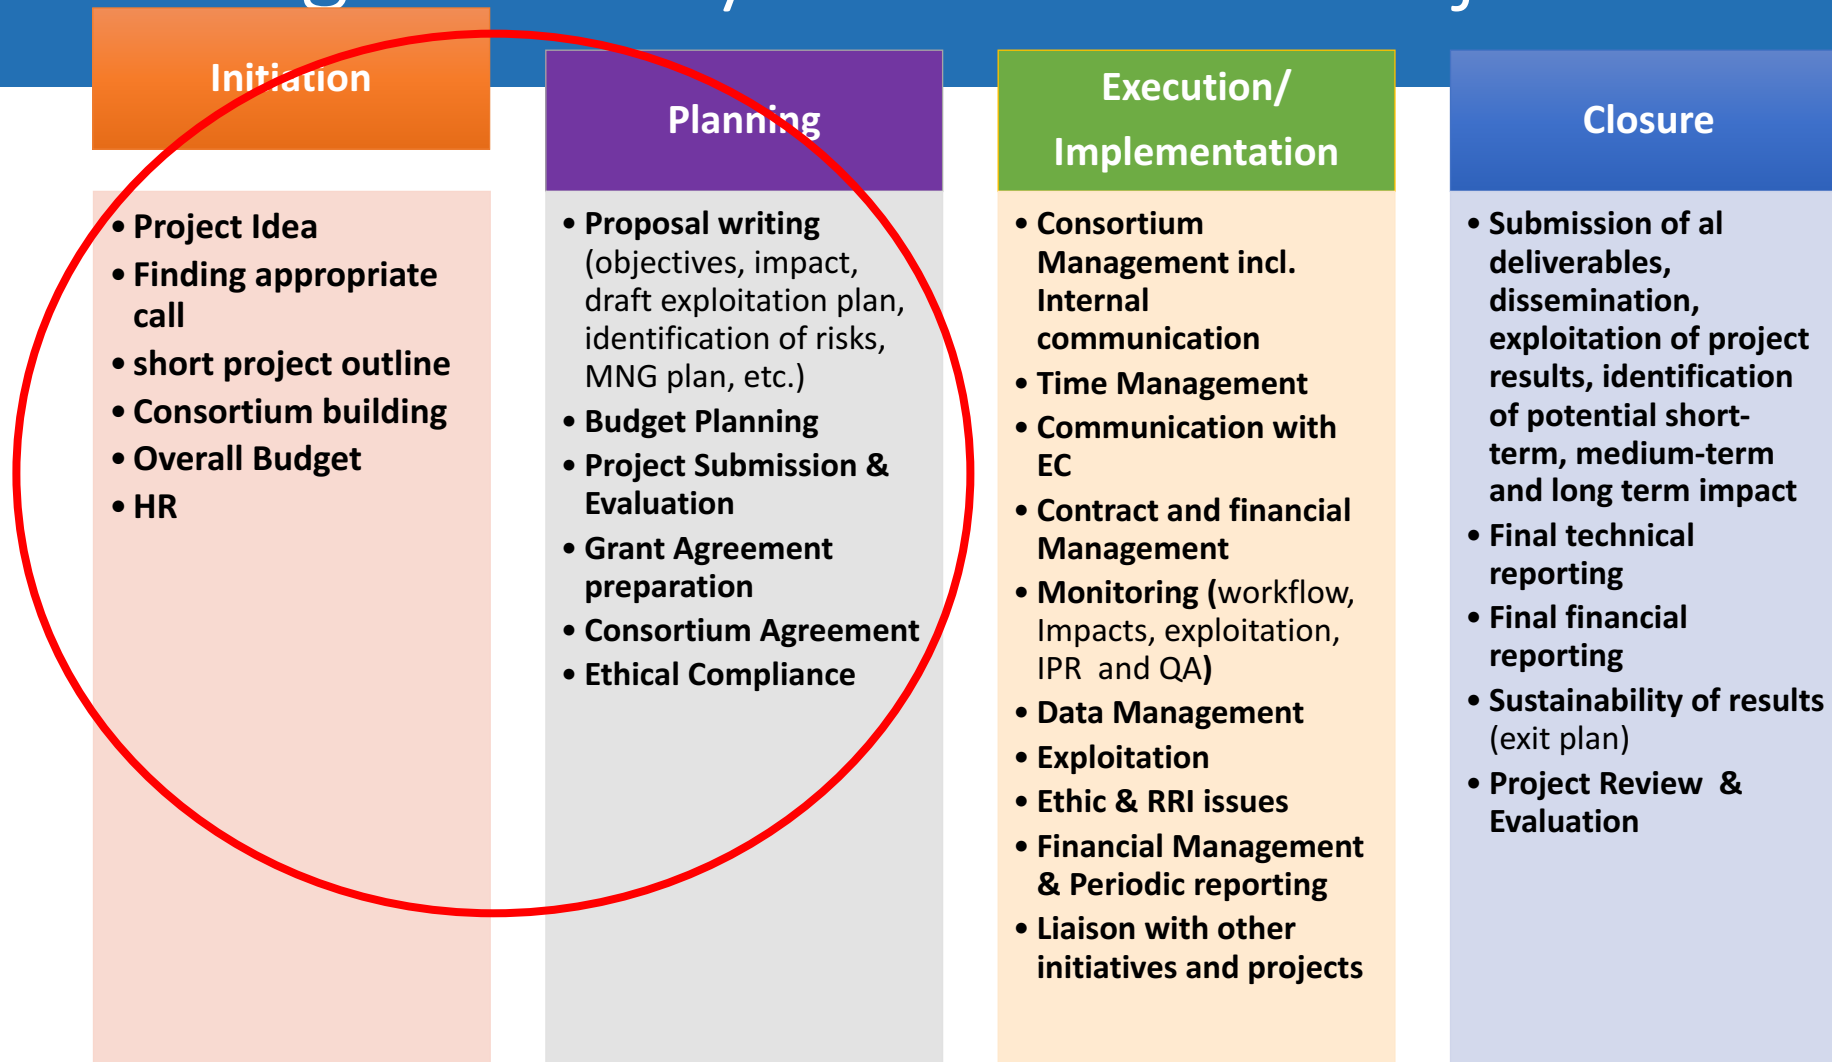 Initiation
• Project Idea
• Finding appropriate
call
• short project outline
• Consortium building
• Overall Budget
• HR
Planning
• Proposal writing
(objectives, impact,
draft exploitation plan,
identification of risks,
MNG plan, etc.)
• Budget Planning
• Project Submission &
Evaluation
• Grant Agreement
preparation
• Consortium Agreement
• Ethical Compliance
Execution/
Implementation
• Consortium
Management incl.
Internal
communication
• Time Management
• Communication with
EC
• Contract and financial
Management
• Monitoring (workflow,
Impacts, exploitation,
IPR and QA)
• Data Management
• Exploitation
• Ethic & RRI issues
• Financial Management
& Periodic reporting
• Liaison with other
initiatives and projects
Closure
• Submission of al
deliverables,
dissemination,
exploitation of project
results, identification
of potential short-
term, medium-term
and long term impact
• Final technical
reporting
• Final financial
reporting
• Sustainability of results
(exit plan)
• Project Review &
Evaluation